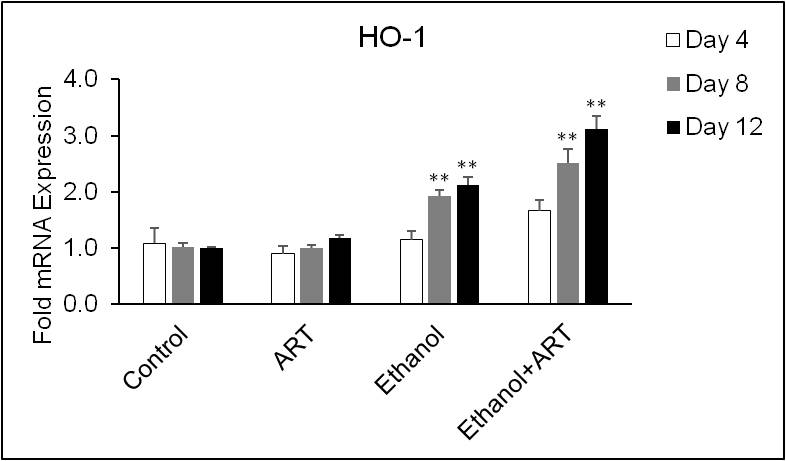 HO-1
Day 4
Day 8
Day 12
Fold mRNA Expression
4.0
3.0
2.0
1.0
0.0
** **
** **
Control
ART
Ethanol
Ethanol+ART